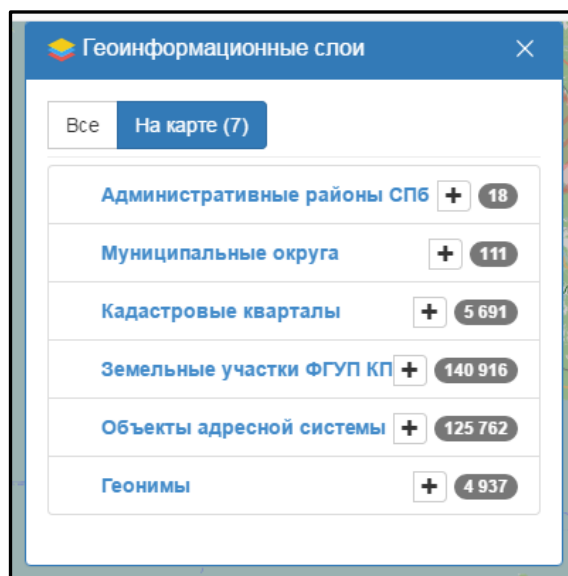 Геоинформационные слои
Все На карте (7)
Административные районы СПб + 18
Муниципальные округа + 111
Кадастровые кварталы + 5 691
Земельные участки ФГУП КП + 140 916
Объекты адресной системы + 125 762
Геонимы + 4 937